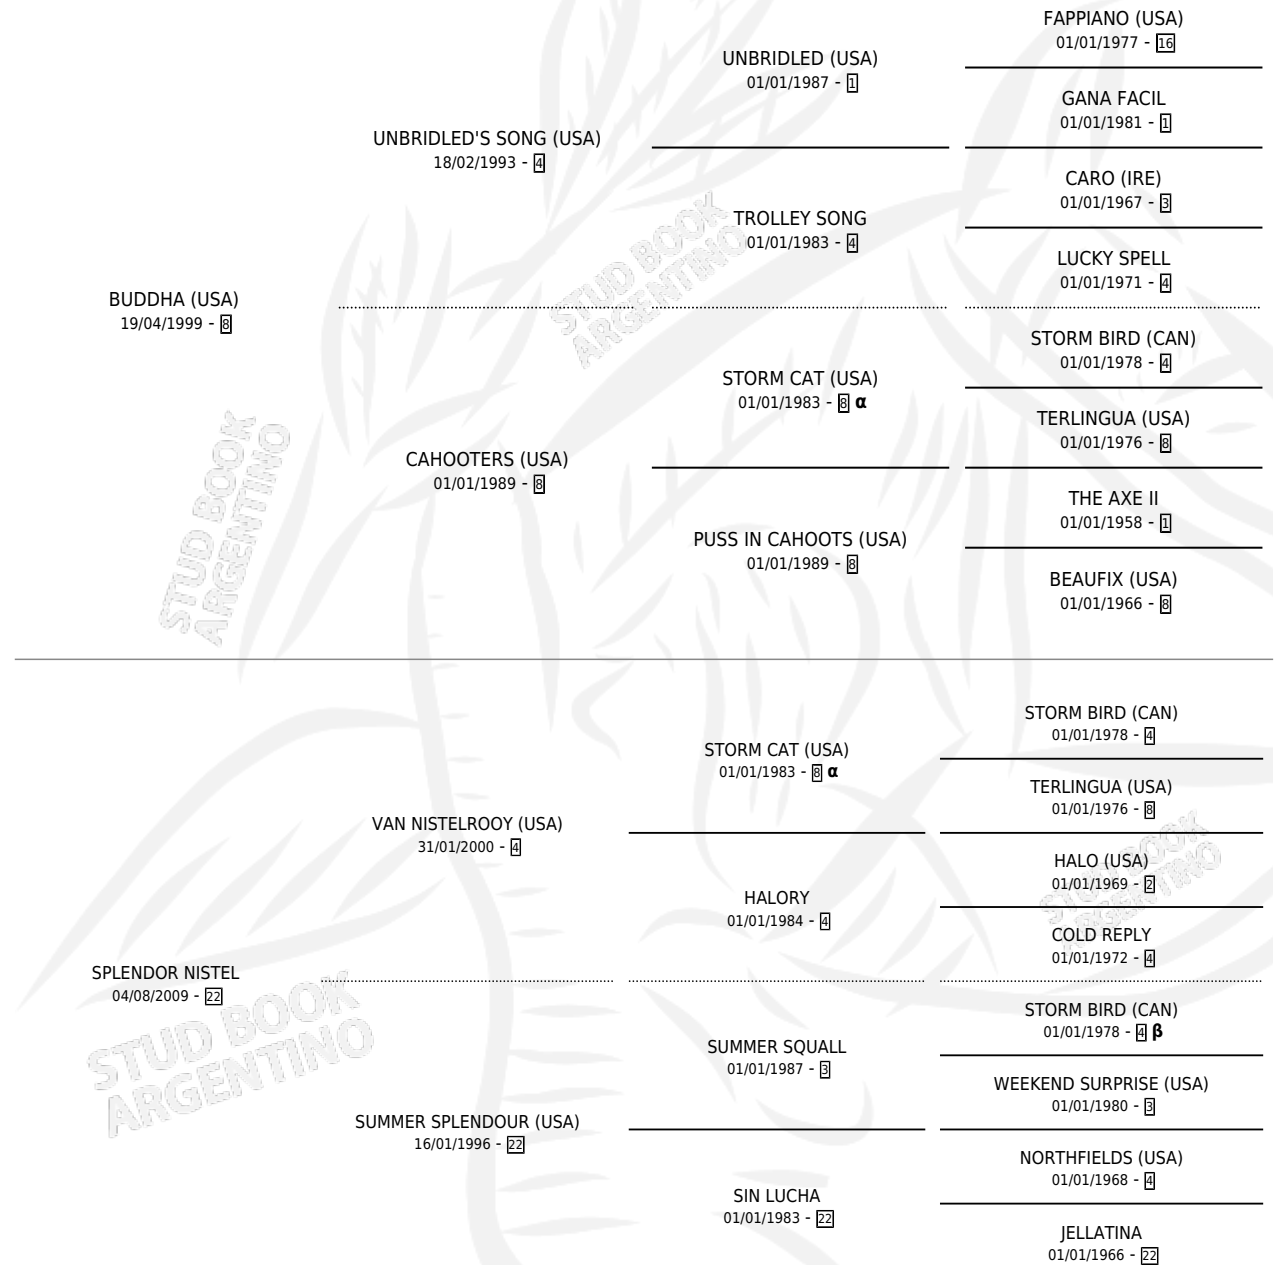 BUDDHA (USA)
19/04/1999 - 8
UNBRIDLED'S SONG (USA)
18/02/1993 - 4
CAHOOTERS (USA)
01/01/1989 - 8
UNBRIDLED (USA)
01/01/1987 - 1
TROLLEY SONG
01/01/1983 - 4
STORM CAT (USA)
01/01/1983 - 8 α
PUSS IN CAHOOTS (USA)
01/01/1989 - 8
FAPPIANO (USA)
01/01/1977 - 16
GANA FACIL
01/01/1981 - 1
CARO (IRE)
01/01/1967 - 3
LUCKY SPELL
01/01/1971 - 4
STORM BIRD (CAN)
01/01/1978 - 4
TERLINGUA (USA)
01/01/1976 - 8
THE AXE II
01/01/1958 - 1
BEAUFIX (USA)
01/01/1966 - 8
SPLENDOR NISTEL
04/08/2009 - 22
VAN NISTELROOY (USA)
31/01/2000 - 4
SUMMER SPLENDOUR (USA)
16/01/1996 - 22
STORM CAT (USA)
01/01/1983 - 8 α
HALORY
01/01/1984 - 4
SUMMER SQUALL
01/01/1987 - 3
SIN LUCHA
01/01/1983 - 22
STORM BIRD (CAN)
01/01/1978 - 4
TERLINGUA (USA)
01/01/1976 - 8
HALO (USA)
01/01/1969 - 2
COLD REPLY
01/01/1972 - 4
STORM BIRD (CAN)
01/01/1978 - 4 β
WEEKEND SURPRISE (USA)
01/01/1980 - 3
NORTHFIELDS (USA)
01/01/1968 - 4
JELLATINA
01/01/1966 - 22
STUD BOOK
ARGENTINO
STUD BOOK
ARGENTINO
STUD BOOK
ARGENTINO
STUD BOOK
ARGENTINO